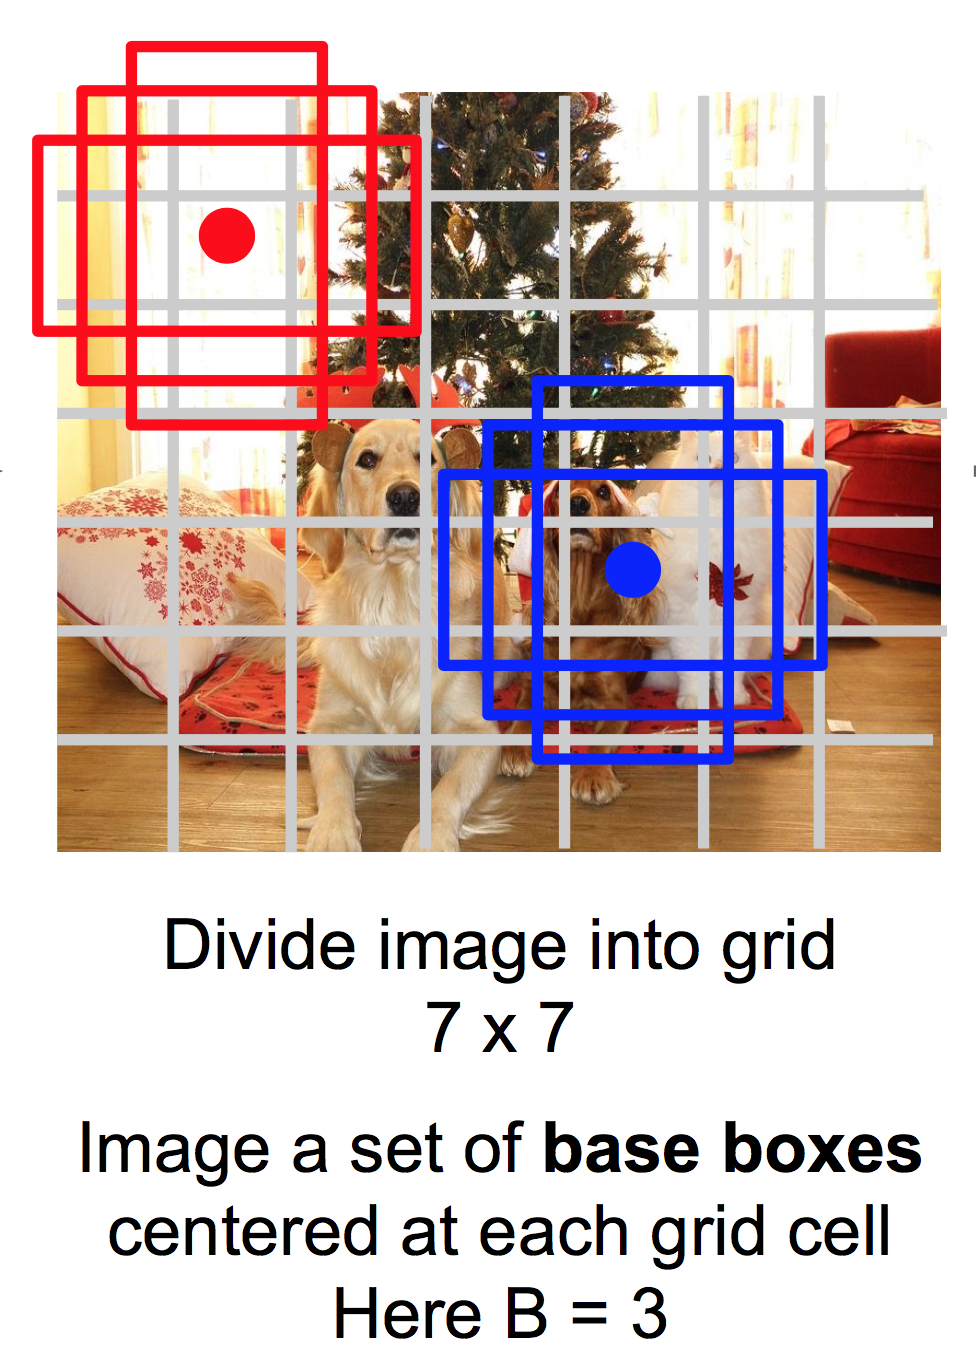 Divide image into grid
7 x 7
Image a set of base boxes
centered at each grid cell
Here B = 3